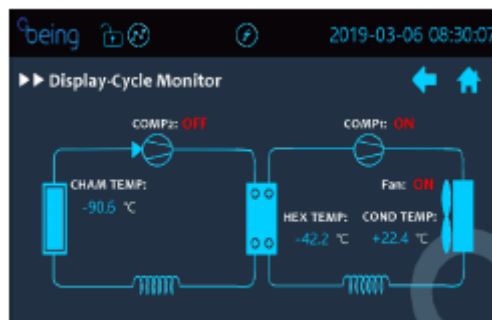 being 2019-03-06 08:30:07
▶▶ Display-Cycle Monitor
COMP2: OFF
COMP1: ON
CHAM TEMP:
-90.6 ℃
Fan: ON
HEX TEMP: COND TEMP:
-42.2 ℃ +22.4 ℃